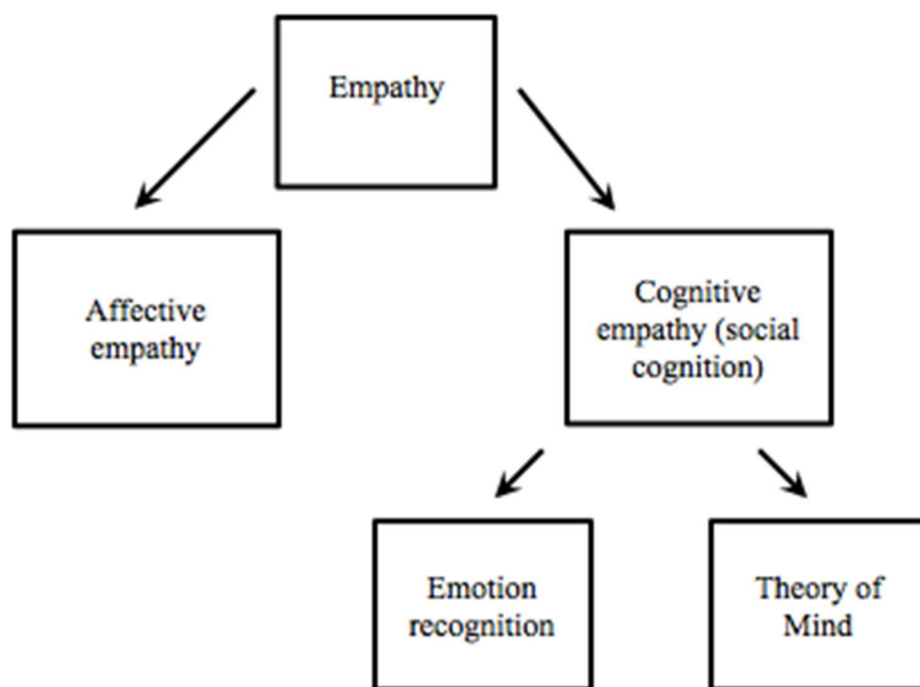 Empathy
Affective
empathy
Cognitive
empathy (social
cognition)
Emotion
recognition
Theory of
Mind